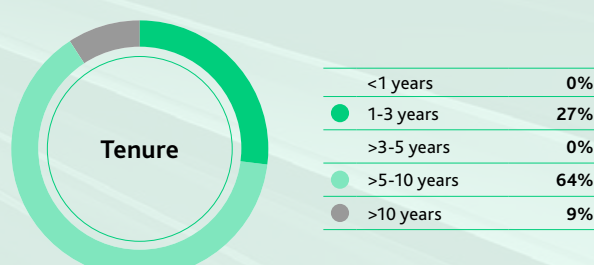 Tenure
<1 years 0%
1-3 years 27%
>3-5 years 0%
>5-10 years 64%
>10 years 9%